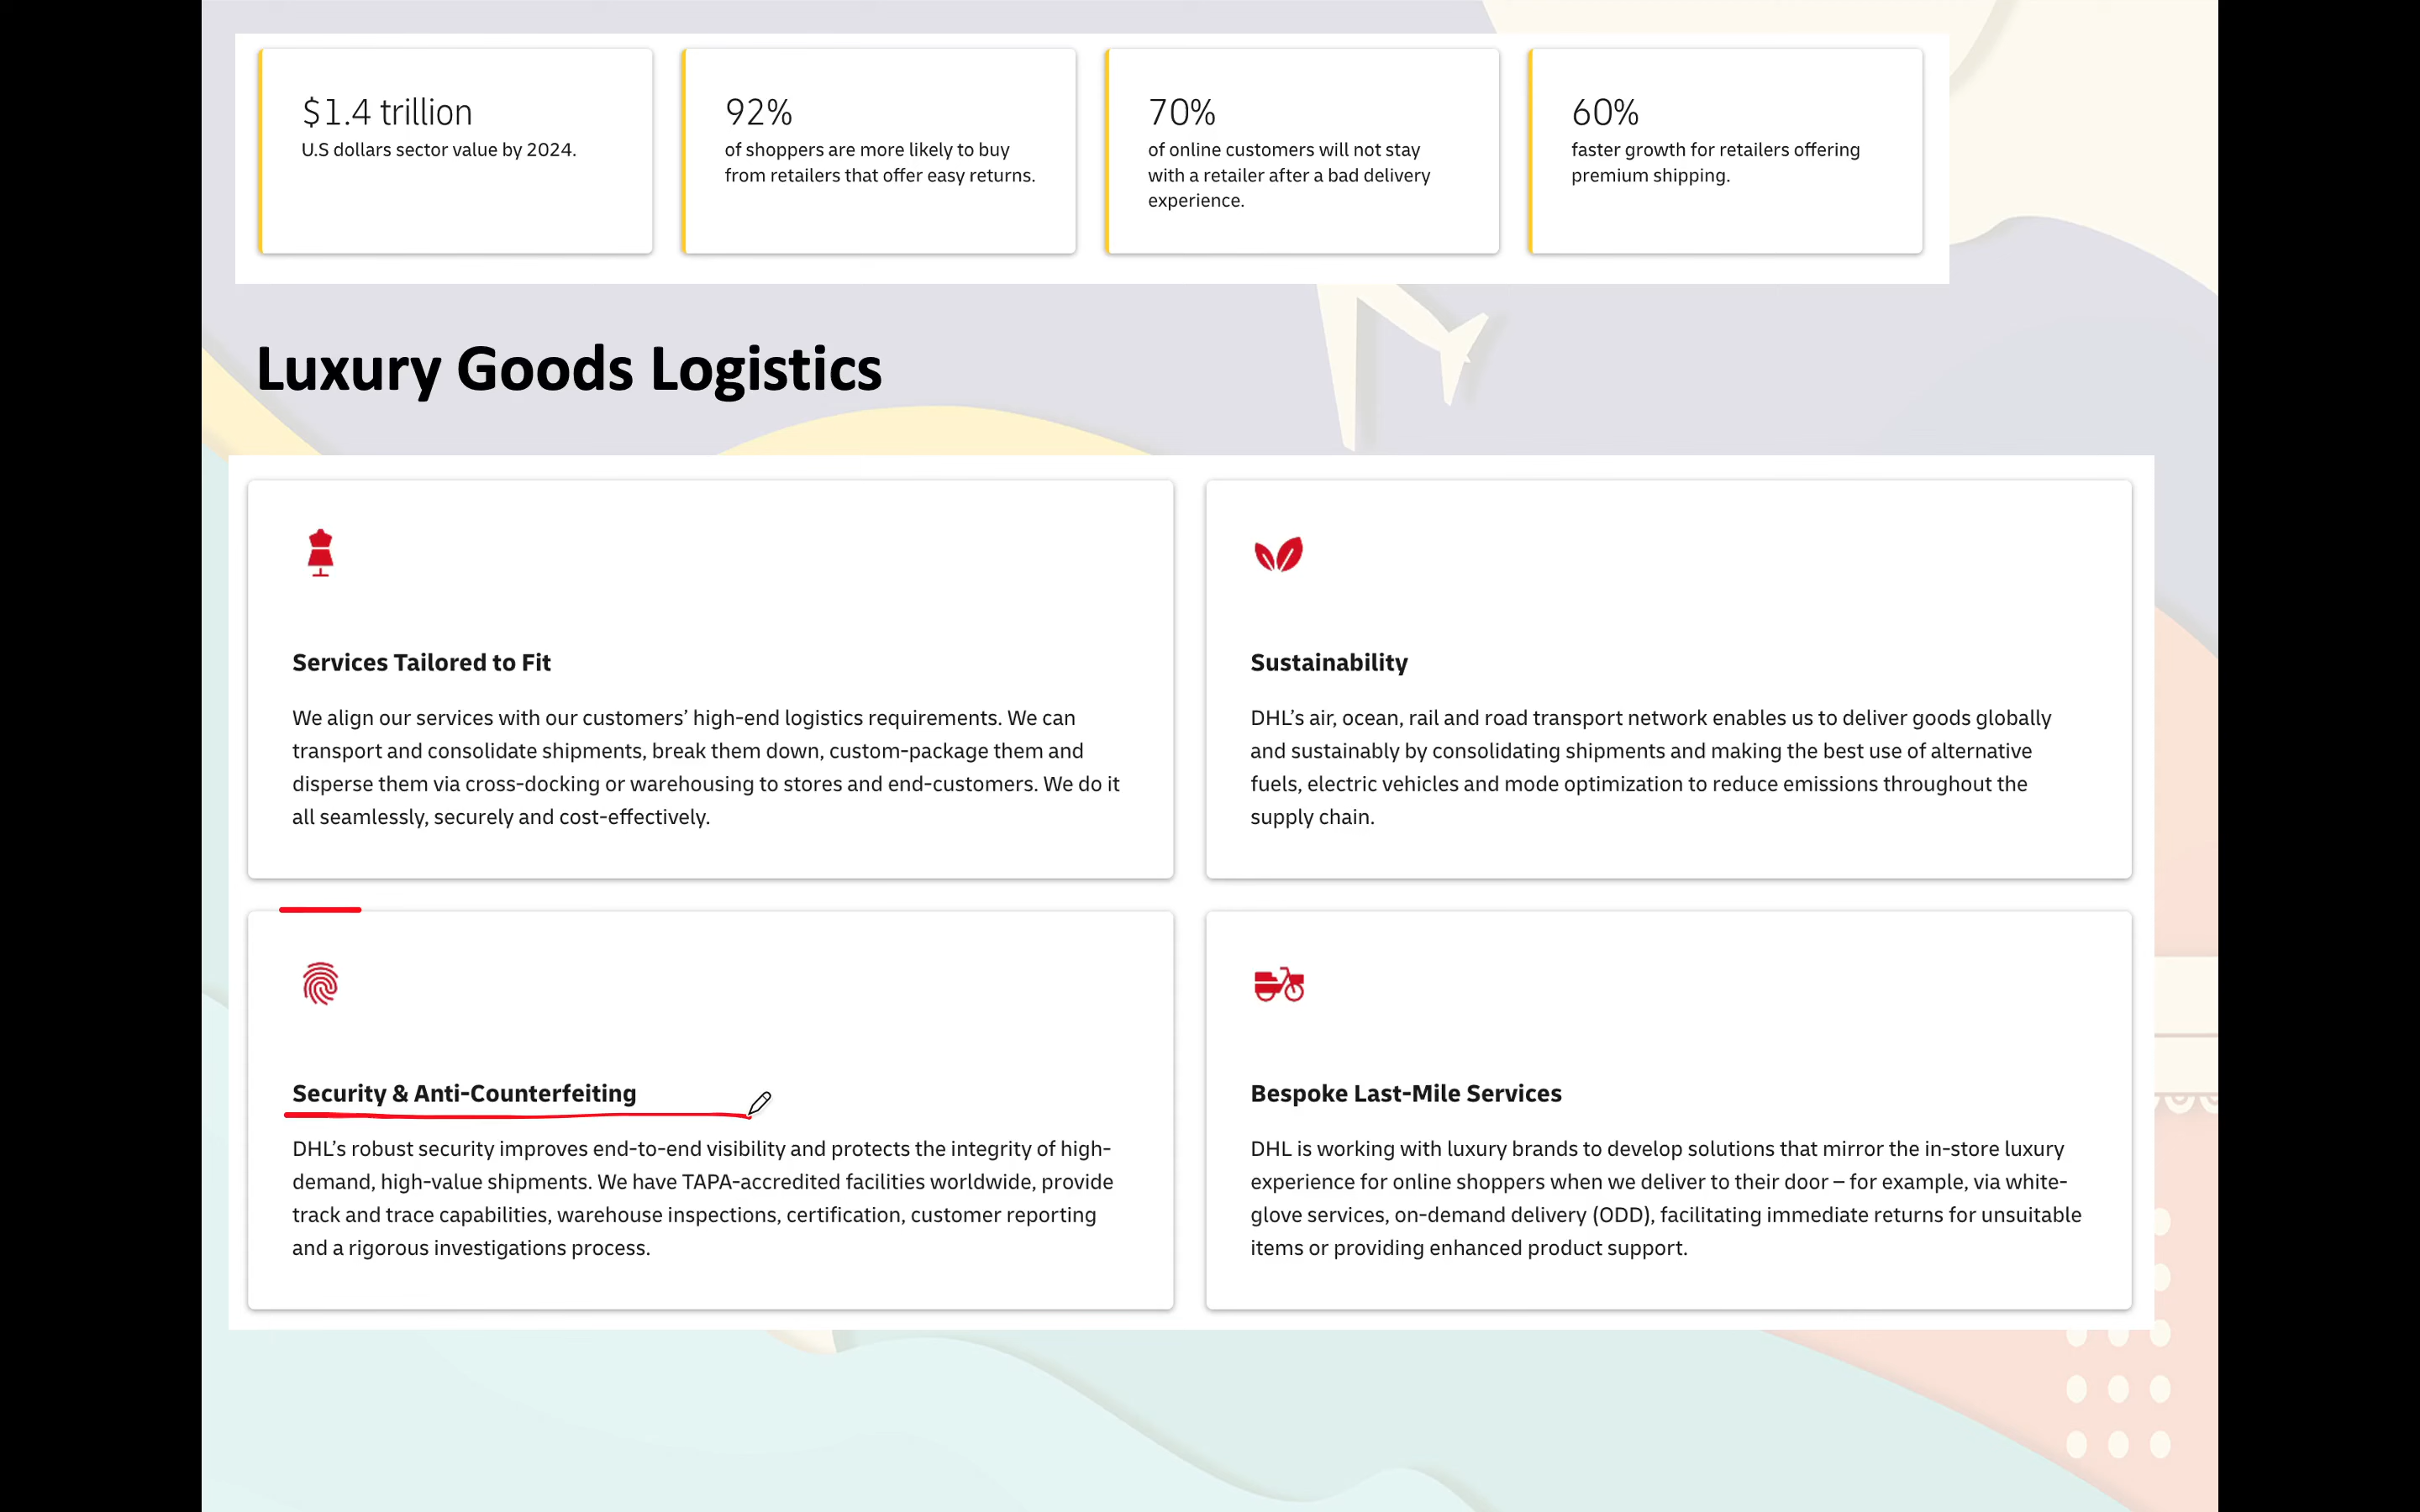 $1.4 trillion
U.S dollars sector value by 2024.
92%
of shoppers are more likely to buy
from retailers that offer easy returns.
70%
of online customers will not stay
with a retailer after a bad delivery
experience.
60%
faster growth for retailers offering
premium shipping.
Luxury Goods Logistics
Services Tailored to Fit
We align our services with our customers’ high-end logistics requirements. We can
transport and consolidate shipments, break them down, custom-package them and
disperse them via cross-docking or warehousing to stores and end-customers. We do it
all seamlessly, securely and cost-effectively.
Sustainability
DHL’s air, ocean, rail and road transport network enables us to deliver goods globally
and sustainably by consolidating shipments and making the best use of alternative
fuels, electric vehicles and mode optimization to reduce emissions throughout the
supply chain.
Security & Anti-Counterfeiting
DHL’s robust security improves end-to-end visibility and protects the integrity of high-
demand, high-value shipments. We have TAPA-accredited facilities worldwide, provide
track and trace capabilities, warehouse inspections, certification, customer reporting
and a rigorous investigations process.
Bespoke Last-Mile Services
DHL is working with luxury brands to develop solutions that mirror the in-store luxury
experience for online shoppers when we deliver to their door – for example, via white-
glove services, on-demand delivery (ODD), facilitating immediate returns for unsuitable
items or providing enhanced product support.